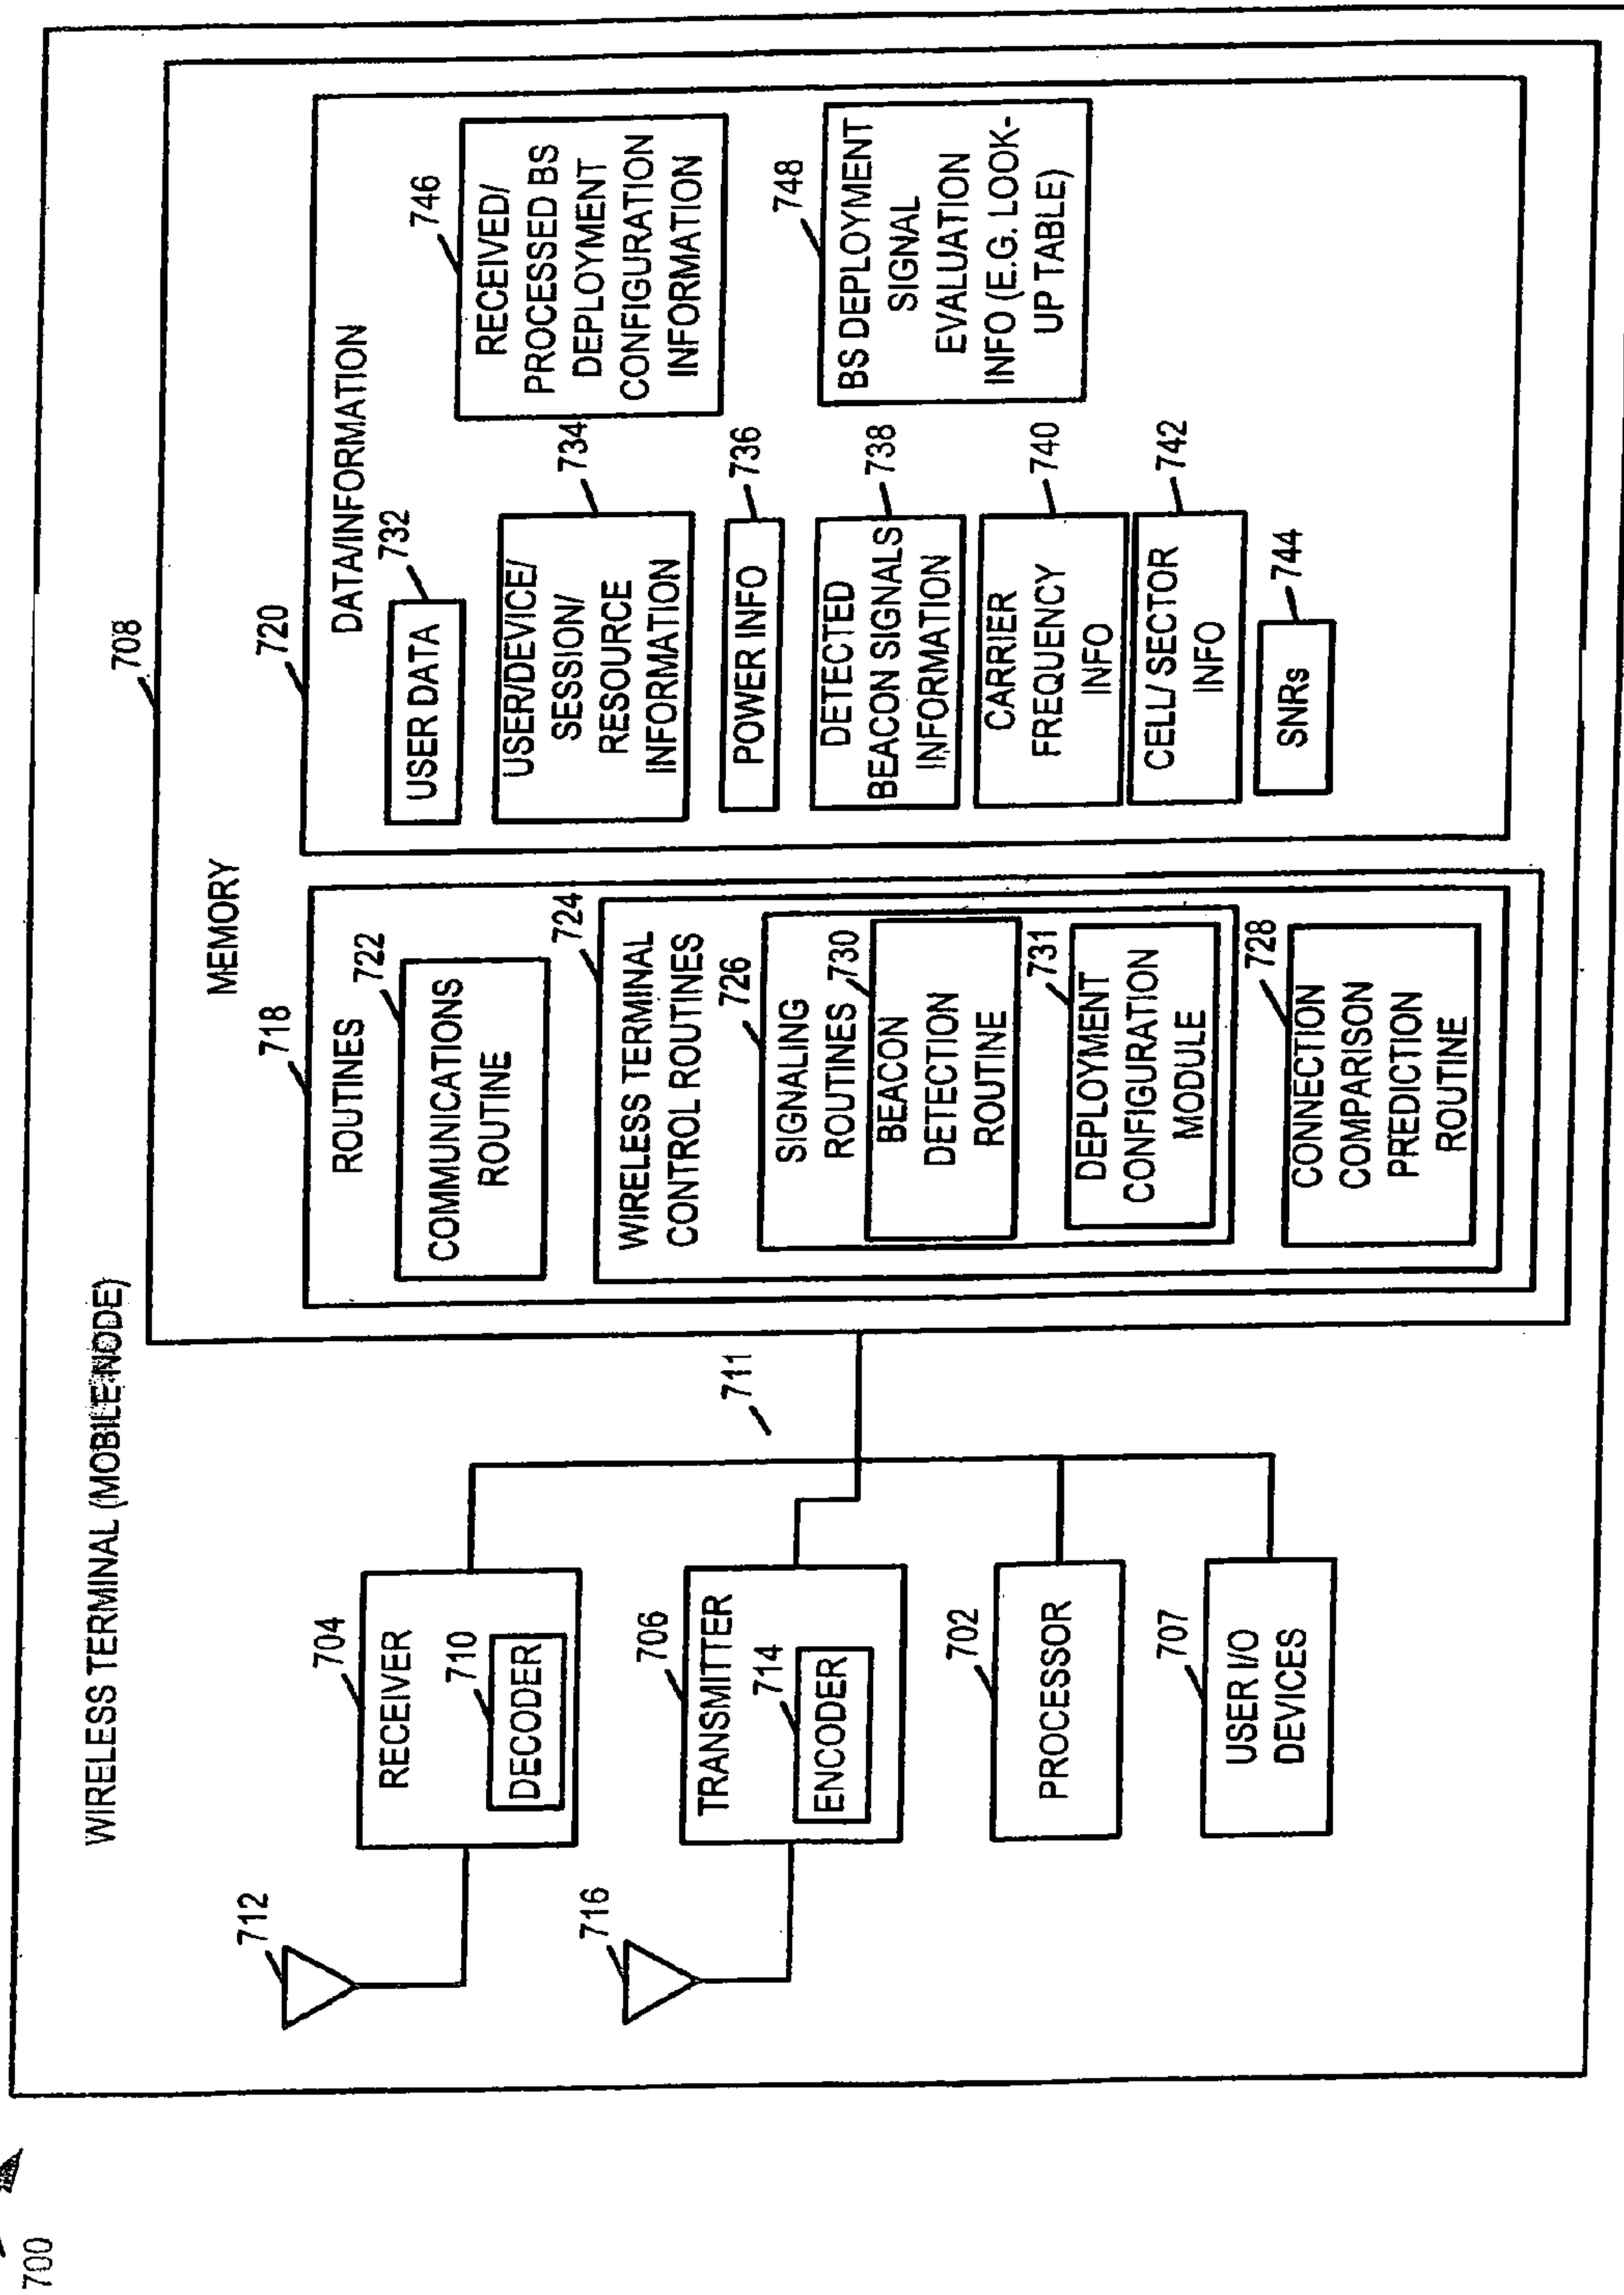 700
WIRELESS TERMINAL (MOBILE NODE)
712
704
RECEIVER
710
DECODER
716
706
TRANSMITTER
714
ENCODER
702
PROCESSOR
707
USER I/O
DEVICES
711
708
MEMORY
718
ROUTINES
722
COMMUNICATIONS
ROUTINE
724
WIRELESS TERMINAL
CONTROL ROUTINES
726
SIGNALING
ROUTINES
730
BEACON
DETECTION
ROUTINE
731
DEPLOYMENT
CONFIGURATION
MODULE
728
CONNECTION
COMPARISON
PREDICTION
ROUTINE
720
DATA/INFORMATION
732
USER DATA
734
USER/DEVICE/
SESSION/
RESOURCE
INFORMATION
736
POWER INFO
738
DETECTED
BEACON SIGNALS
INFORMATION
740
CARRIER
FREQUENCY
INFO
742
CELL/ SECTOR
INFO
744
SNRs
746
RECEIVED/
PROCESSED BS
DEPLOYMENT
CONFIGURATION
INFORMATION
748
BS DEPLOYMENT
SIGNAL
EVALUATION
INFO (E.G. LOOK-
UP TABLE)